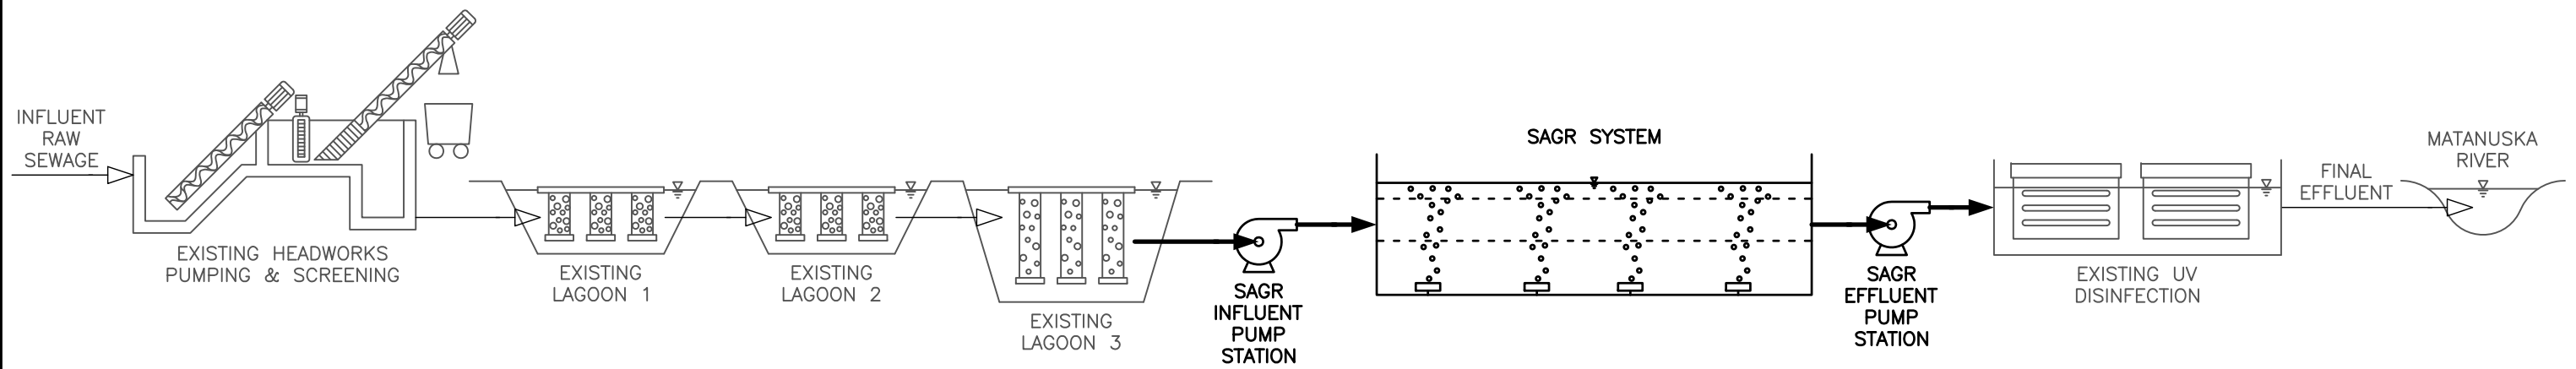 INFLUENT
RAW
SEWAGE
EXISTING HEADWORKS
PUMPING & SCREENING
EXISTING
LAGOON 1
EXISTING
LAGOON 2
EXISTING
LAGOON 3
SAGR
INFLUENT
PUMP
STATION
SAGR SYSTEM
SAGR
EFFLUENT
PUMP
STATION
EXISTING UV
DISINFECTION
FINAL
EFFLUENT
MATANUSKA
RIVER